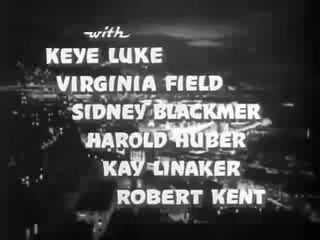 with
KEYE LUKE
VIRGINIA FIELD
SIDNEY BLACKMER
HAROLD HUBER
KAY LINAKER
ROBERT KENT